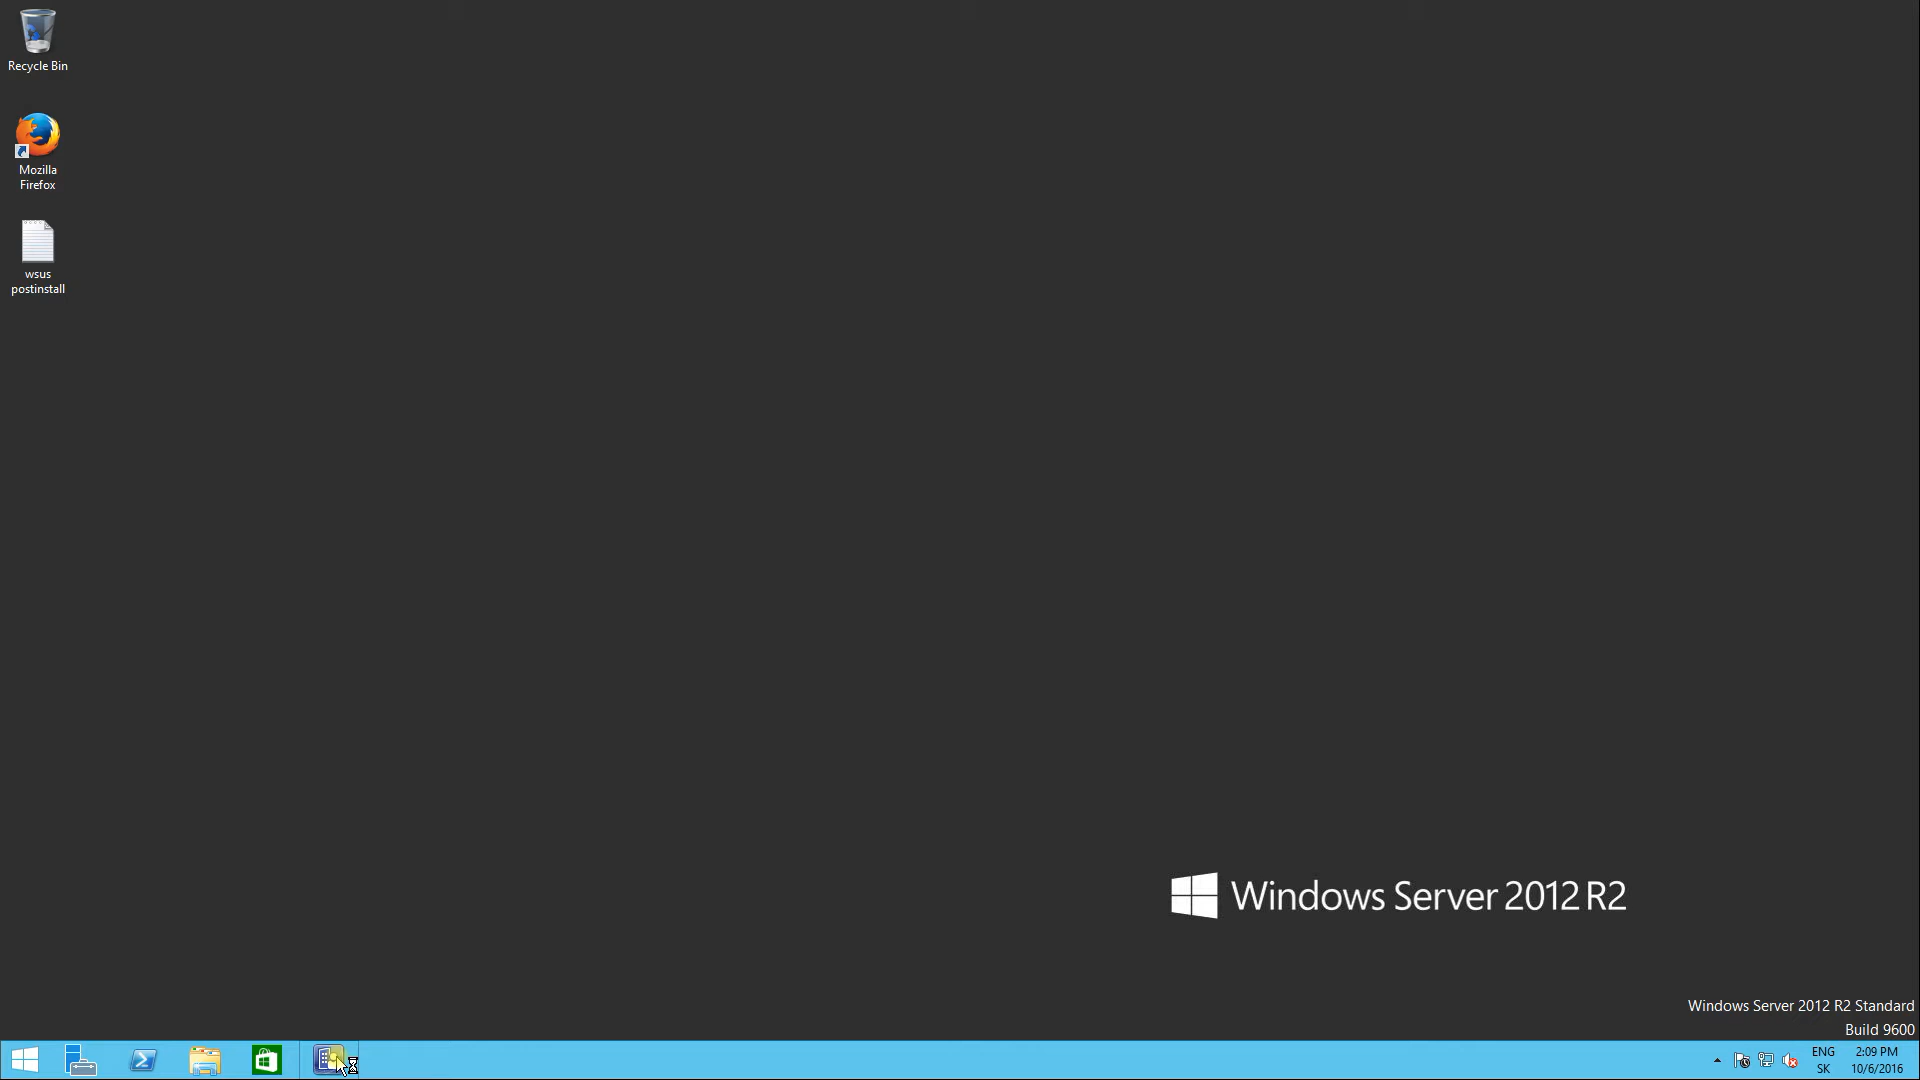 Recycle Bin
Mozilla
Firefox
wsus
postinstall
Windows Server 2012 R2
Windows Server 2012 R2 Standard
Build 9600
ENG
SK
2:09 PM
10/6/2016